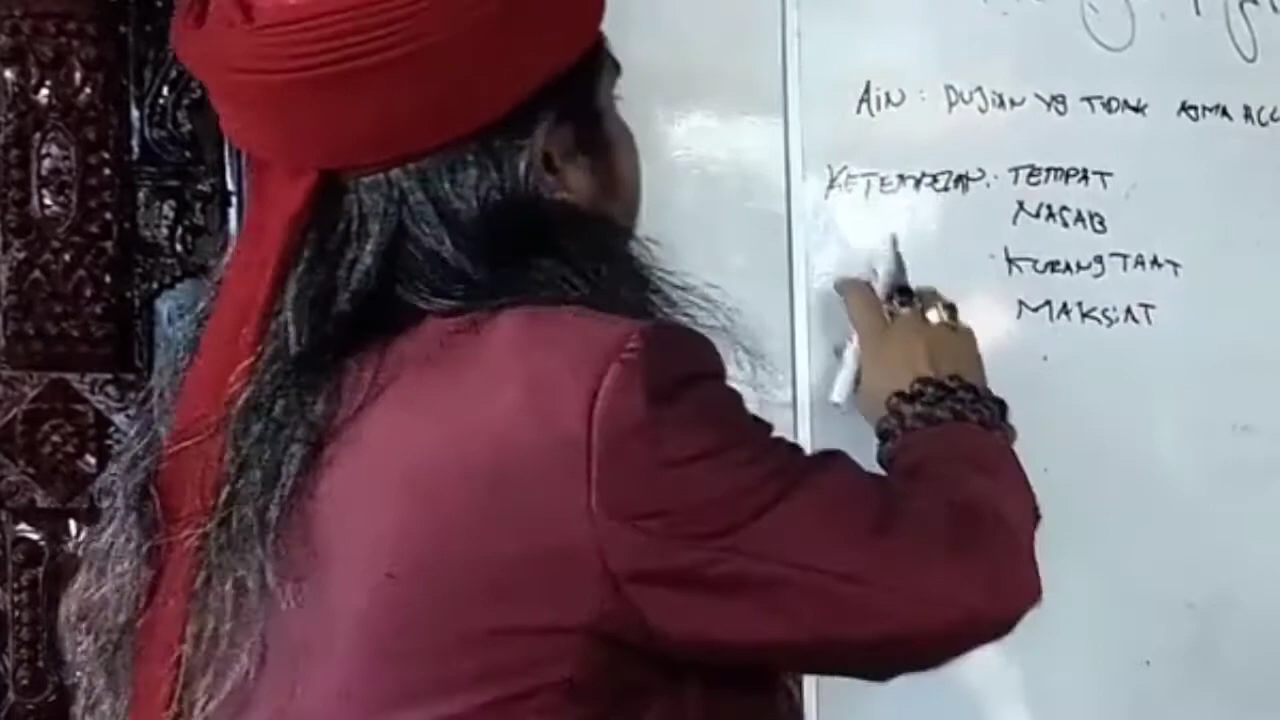 AIN : PUJIAN YG TIDAK
KETEMPELAN : TEMPAT
NASAB
KURANG TAAT
MAKSIAT